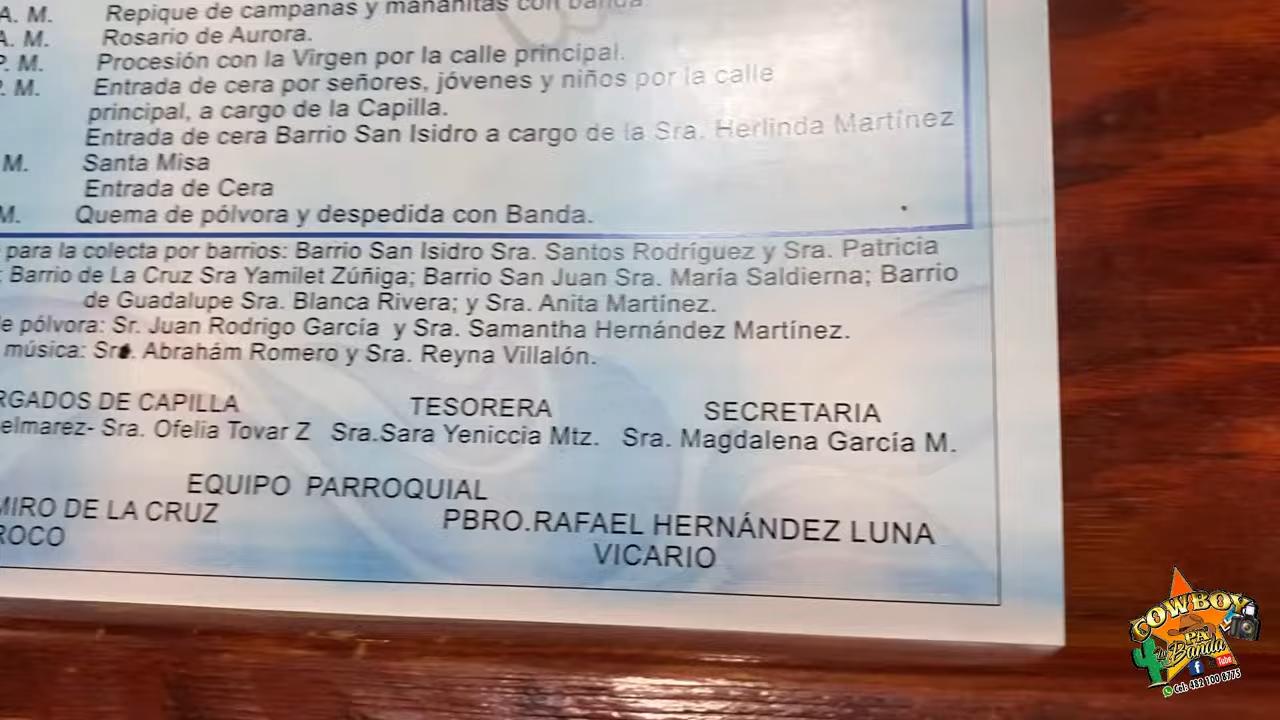 A. M. Repique de campanas y mañanitas con banda
A. M. Rosario de Aurora.
P. M. Procesión con la Virgen por la calle principal.
P. M. Entrada de cera por señores, jóvenes y niños por la calle
principal, a cargo de la Capilla.
Entrada de cera Barrio San Isidro a cargo de la Sra. Herlinda Martínez
M. Santa Misa
Entrada de Cera
M. Quema de pólvora y despedida con Banda.
para la colecta por barrios: Barrio San Isidro Sra. Santos Rodríguez y Sra. Patricia
; Barrio de La Cruz Sra Yamilet Zúñiga; Barrio San Juan Sra. María Saldierna; Barrio
de Guadalupe Sra. Blanca Rivera; y Sra. Anita Martínez.
e pólvora: Sr. Juan Rodrigo García y Sra. Samantha Hernández Martínez.
música: Sr. Abrahám Romero y Sra. Reyna Villalón.
RGADOS DE CAPILLA TESORERA SECRETARIA
elmarez- Sra. Ofelia Tovar Z Sra.Sara Yeniccia Mtz. Sra. Magdalena García M.
EQUIPO PARROQUIAL
MIRO DE LA CRUZ PBRO.RAFAEL HERNÁNDEZ LUNA
ROCO VICARIO
COWBOY
PA
La Banda
f Tube
Cel: 482 100 8775